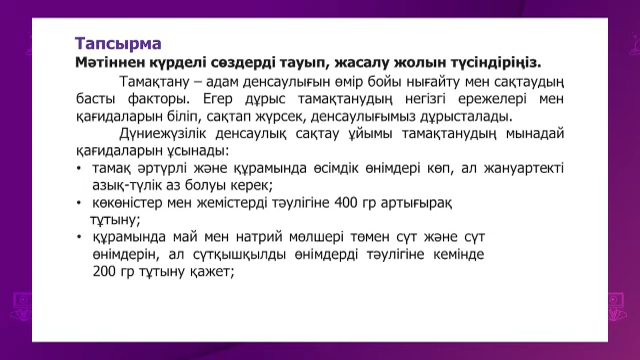 Тапсырма
Мәтіннен күрделі сөздерді тауып, жасалу жолын түсіндіріңіз.
Тамақтану – адам денсаулығын өмір бойы нығайту мен сақтаудың
басты факторы. Егер дұрыс тамақтанудың негізгі ережелері мен
қағидаларын біліп, сақтап жүрсек, денсаулығымыз дұрысталады.
Дүниежүзілік денсаулық сақтау ұйымы тамақтанудың мынадай
қағидаларын ұсынады:
• тамақ әртүрлі және құрамында өсімдік өнімдері көп, ал жануартекті
азық-түлік аз болуы керек;
• көкөністер мен жемістерді тәулігіне 400 гр артығырақ
тұтыну;
• құрамында май мен натрий мөлшері төмен сүт және сүт
өнімдерін, ал сүтқышқылды өнімдерді тәулігіне кемінде
200 гр тұтыну қажет;